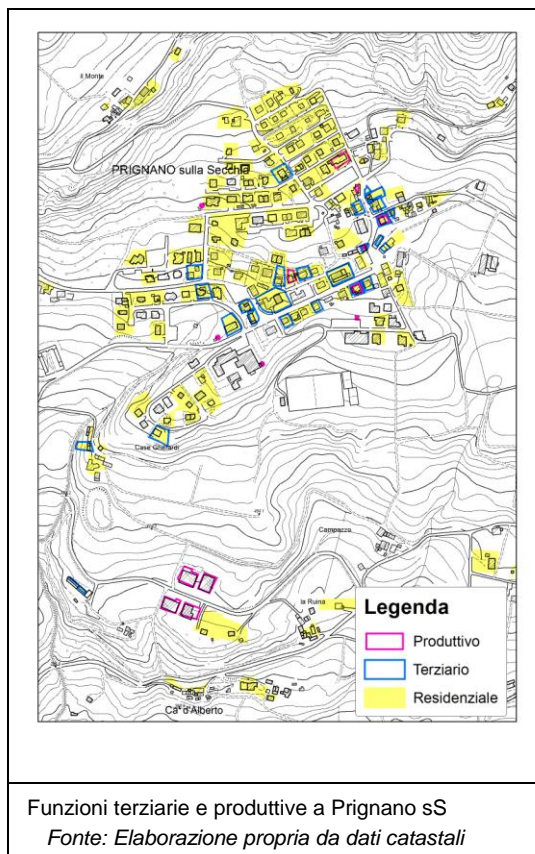 il Monte
PRIGNANO sulla Secchia
Case Gherardi
Campazzo
la Ruina
Legenda
Produttivo
Terziario
Residenziale
Ca' d'Alberto
Funzioni terziarie e produttive a Prignano sS
Fonte: Elaborazione propria da dati catastali